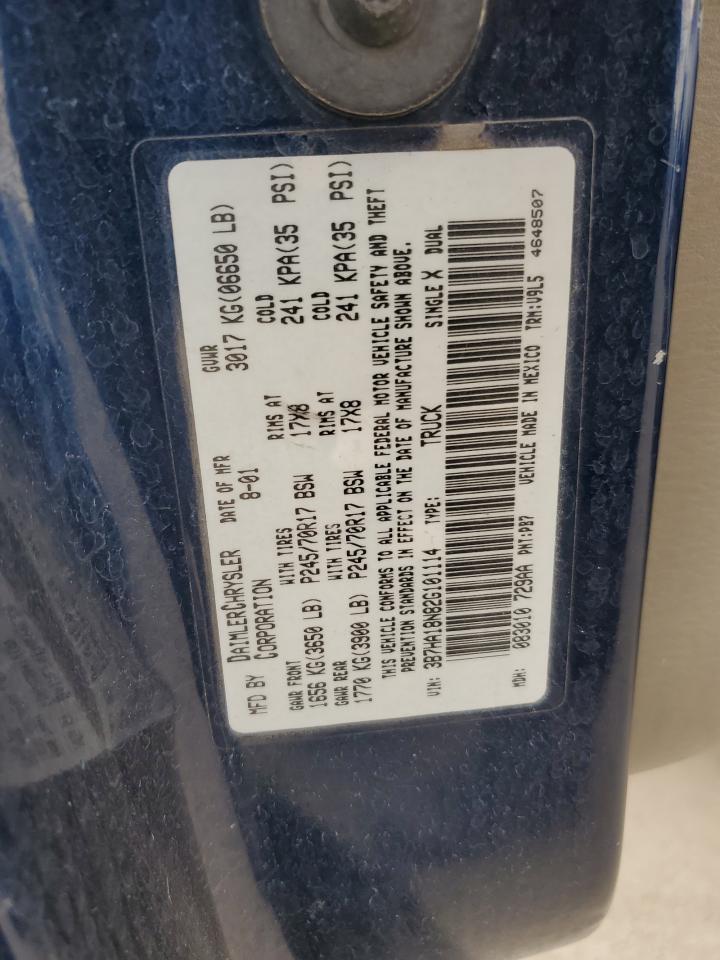 MFD BY DAIMLERCHRYSLER CORPORATION DATE OF MFR 8-01 GVWR 3017 KG(06650 LB)
GAWR FRONT WITH TIRES RIMS AT COLD
1656 KG(3650 LB) P245/70R17 BSW 17X8 241 KPA(35 PSI)
GAWR REAR WITH TIRES RIMS AT COLD
1770 KG(3900 LB) P245/70R17 BSW 17X8 241 KPA(35 PSI)
THIS VEHICLE CONFORMS TO ALL APPLICABLE FEDERAL MOTOR VEHICLE SAFETY AND THEFT
PREVENTION STANDARDS IN EFFECT ON THE DATE OF MANUFACTURE SHOWN ABOVE.
VIN: 3B7HA18N82G101114 TYPE: TRUCK SINGLE X DUAL
MDH: 083010 729AA PNT:PB7 VEHICLE MADE IN MEXICO TRM:V9L5 4648507